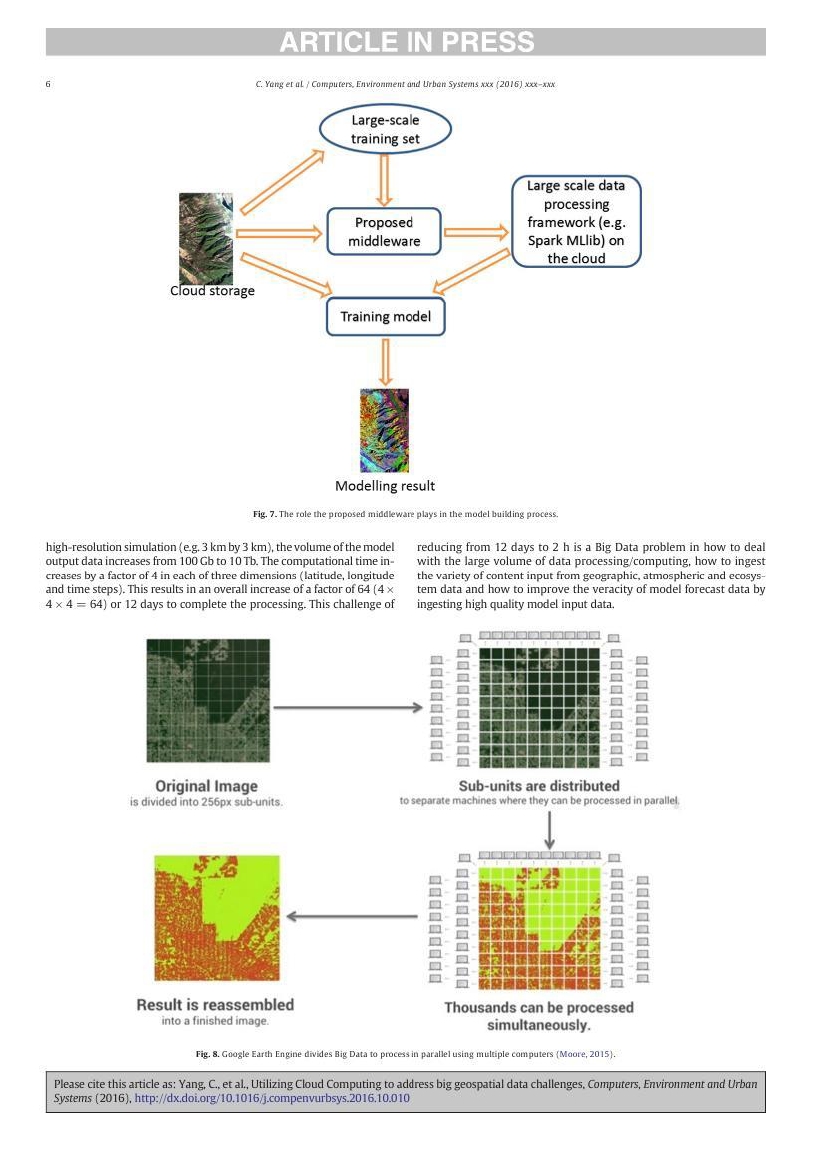 ARTICLE IN PRESS
6
C. Yang et al. / Computers, Environment and Urban Systems xxx (2016) xxx–xxx
Large-scale
training set
Proposed
middleware
Large scale data
processing
framework (e.g.
Spark MLlib) on
the cloud
Cloud storage
Training model
Modelling result
Fig. 7. The role the proposed middleware plays in the model building process.
high-resolution simulation (e.g. 3 km by 3 km), the volume of the model
output data increases from 100 Gb to 10 Tb. The computational time in-
creases by a factor of 4 in each of three dimensions (latitude, longitude
and time steps). This results in an overall increase of a factor of 64 (4 ×
4 × 4 = 64) or 12 days to complete the processing. This challenge of
reducing from 12 days to 2 h is a Big Data problem in how to deal
with the large volume of data processing/computing, how to ingest
the variety of content input from geographic, atmospheric and ecosys-
tem data and how to improve the veracity of model forecast data by
ingesting high quality model input data.
Original Image
is divided into 256px sub-units.
Sub-units are distributed
to separate machines where they can be processed in parallel.
Result is reassembled
into a finished image.
Thousands can be processed
simultaneously.
Fig. 8. Google Earth Engine divides Big Data to process in parallel using multiple computers (Moore, 2015).
Please cite this article as: Yang, C., et al., Utilizing Cloud Computing to address big geospatial data challenges, Computers, Environment and Urban
Systems (2016), http://dx.doi.org/10.1016/j.compenvurbsys.2016.10.010